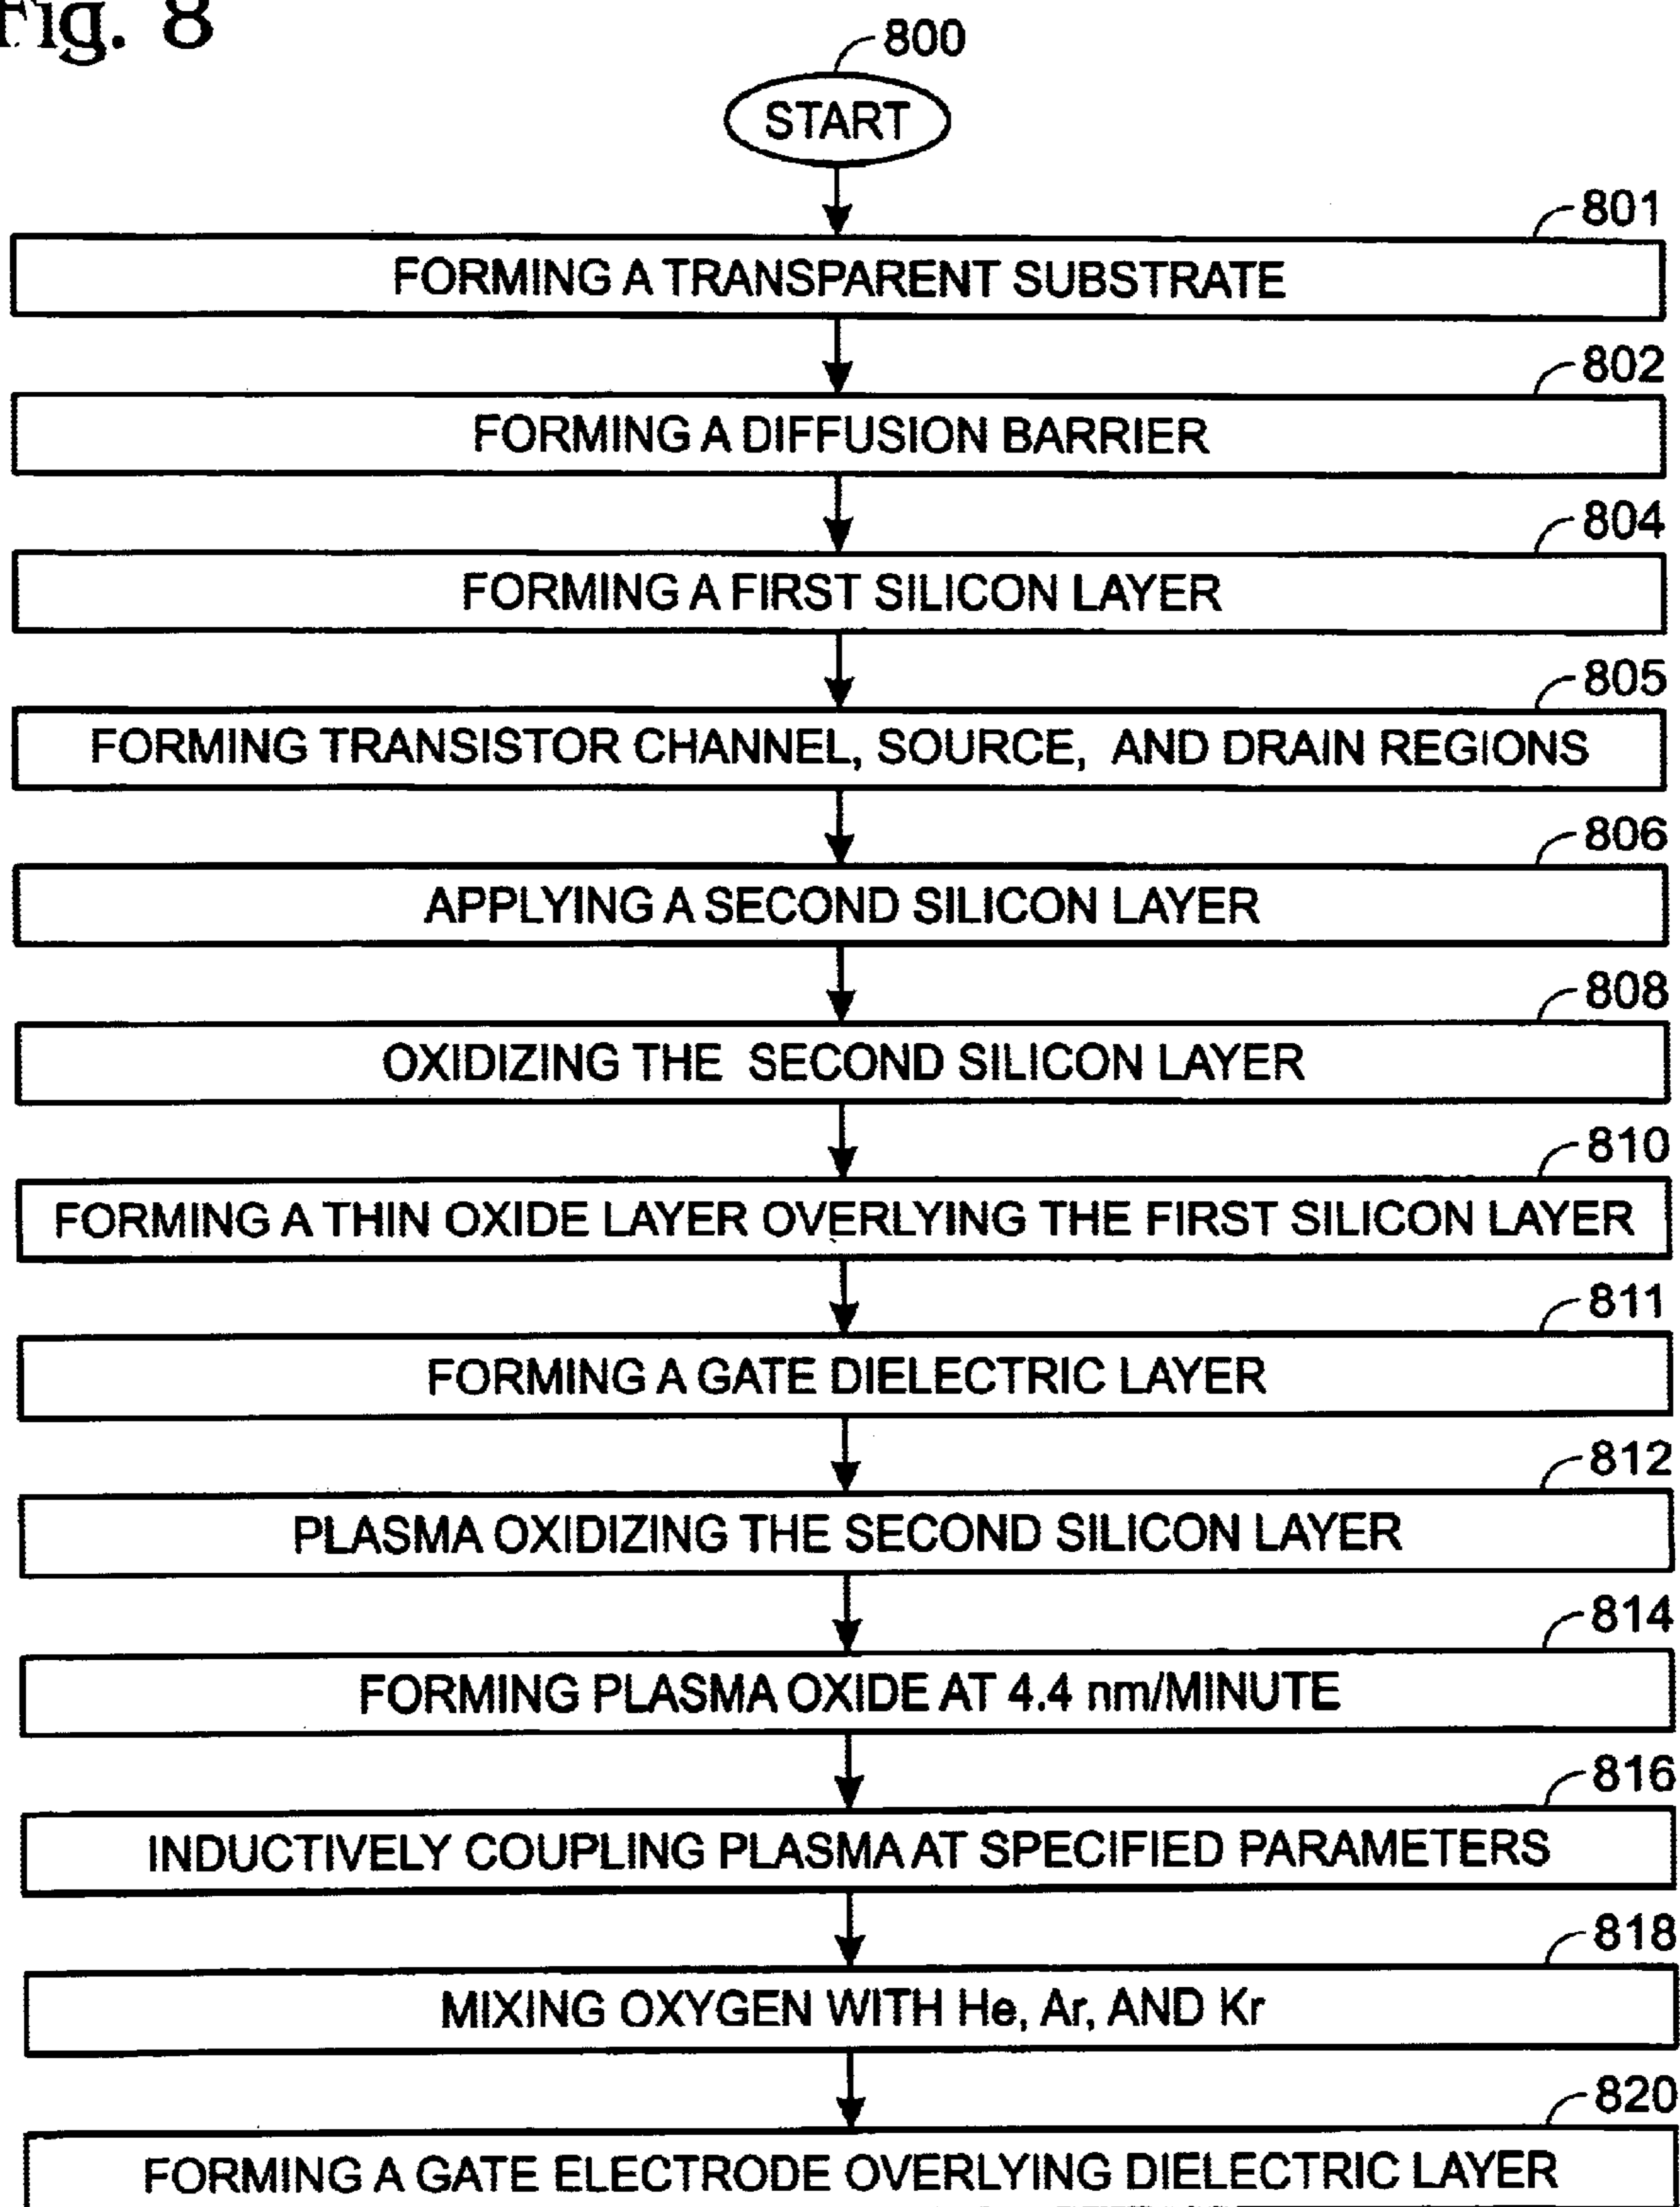 Fig. 8
800
START
801
FORMING A TRANSPARENT SUBSTRATE
802
FORMING A DIFFUSION BARRIER
804
FORMING A FIRST SILICON LAYER
805
FORMING TRANSISTOR CHANNEL, SOURCE, AND DRAIN REGIONS
806
APPLYING A SECOND SILICON LAYER
808
OXIDIZING THE SECOND SILICON LAYER
810
FORMING A THIN OXIDE LAYER OVERLYING THE FIRST SILICON LAYER
811
FORMING A GATE DIELECTRIC LAYER
812
PLASMA OXIDIZING THE SECOND SILICON LAYER
814
FORMING PLASMA OXIDE AT 4.4 nm/MINUTE
816
INDUCTIVELY COUPLING PLASMA AT SPECIFIED PARAMETERS
818
MIXING OXYGEN WITH He, Ar, AND Kr
820
FORMING A GATE ELECTRODE OVERLYING DIELECTRIC LAYER